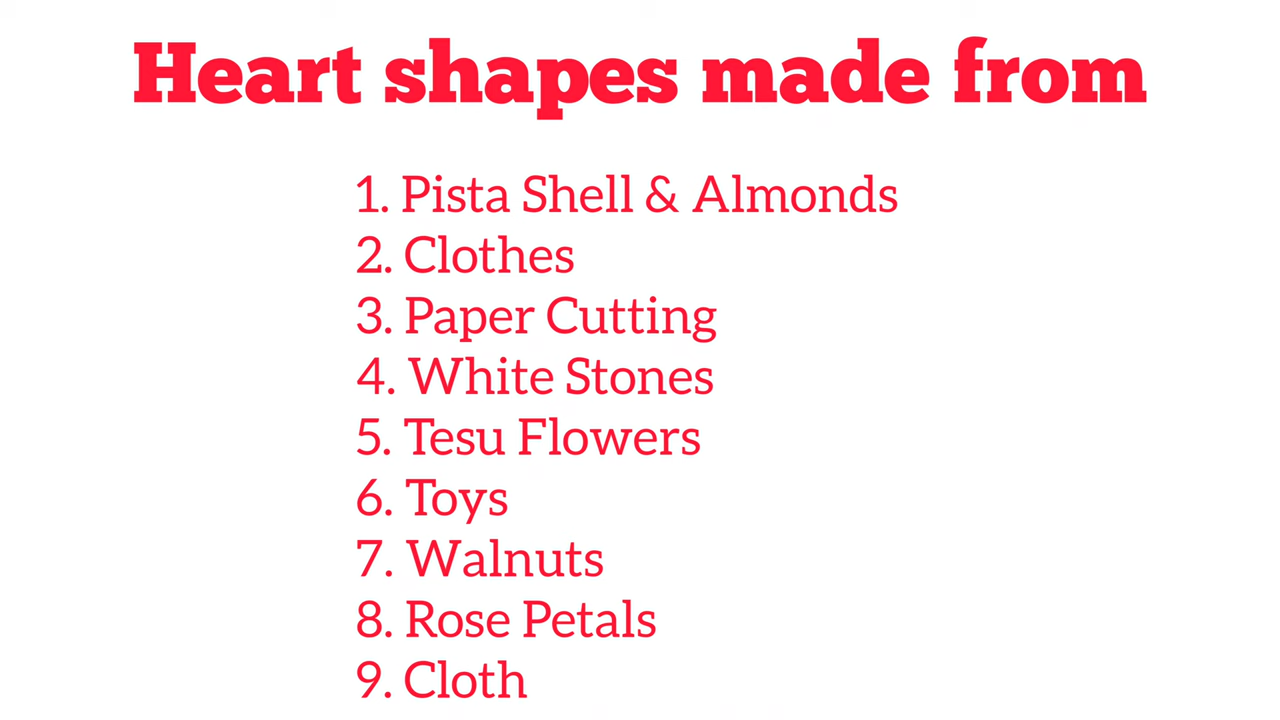 Heart shapes made from
1. Pista Shell & Almonds
2. Clothes
3. Paper Cutting
4. White Stones
5. Tesu Flowers
6. Toys
7. Walnuts
8. Rose Petals
9. Cloth